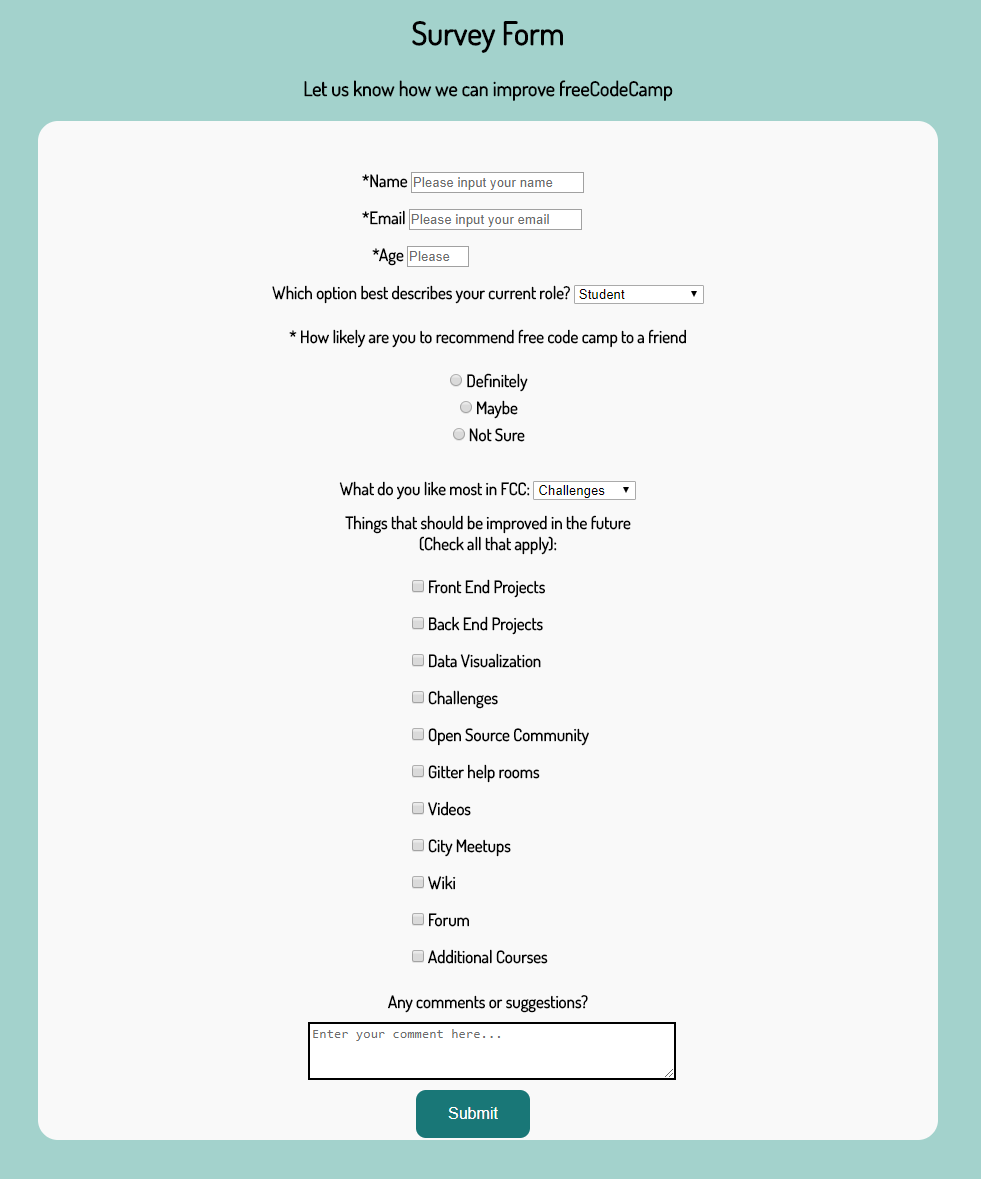 Survey Form
Let us know how we can improve freeCodeCamp
*Name Please input your name
*Email Please input your email
*Age Please
Which option best describes your current role? Student
* How likely are you to recommend free code camp to a friend
Definitely
Maybe
Not Sure
What do you like most in FCC: Challenges
Things that should be improved in the future
(Check all that apply):
Front End Projects
Back End Projects
Data Visualization
Challenges
Open Source Community
Gitter help rooms
Videos
City Meetups
Wiki
Forum
Additional Courses
Any comments or suggestions?
Enter your comment here...
Submit